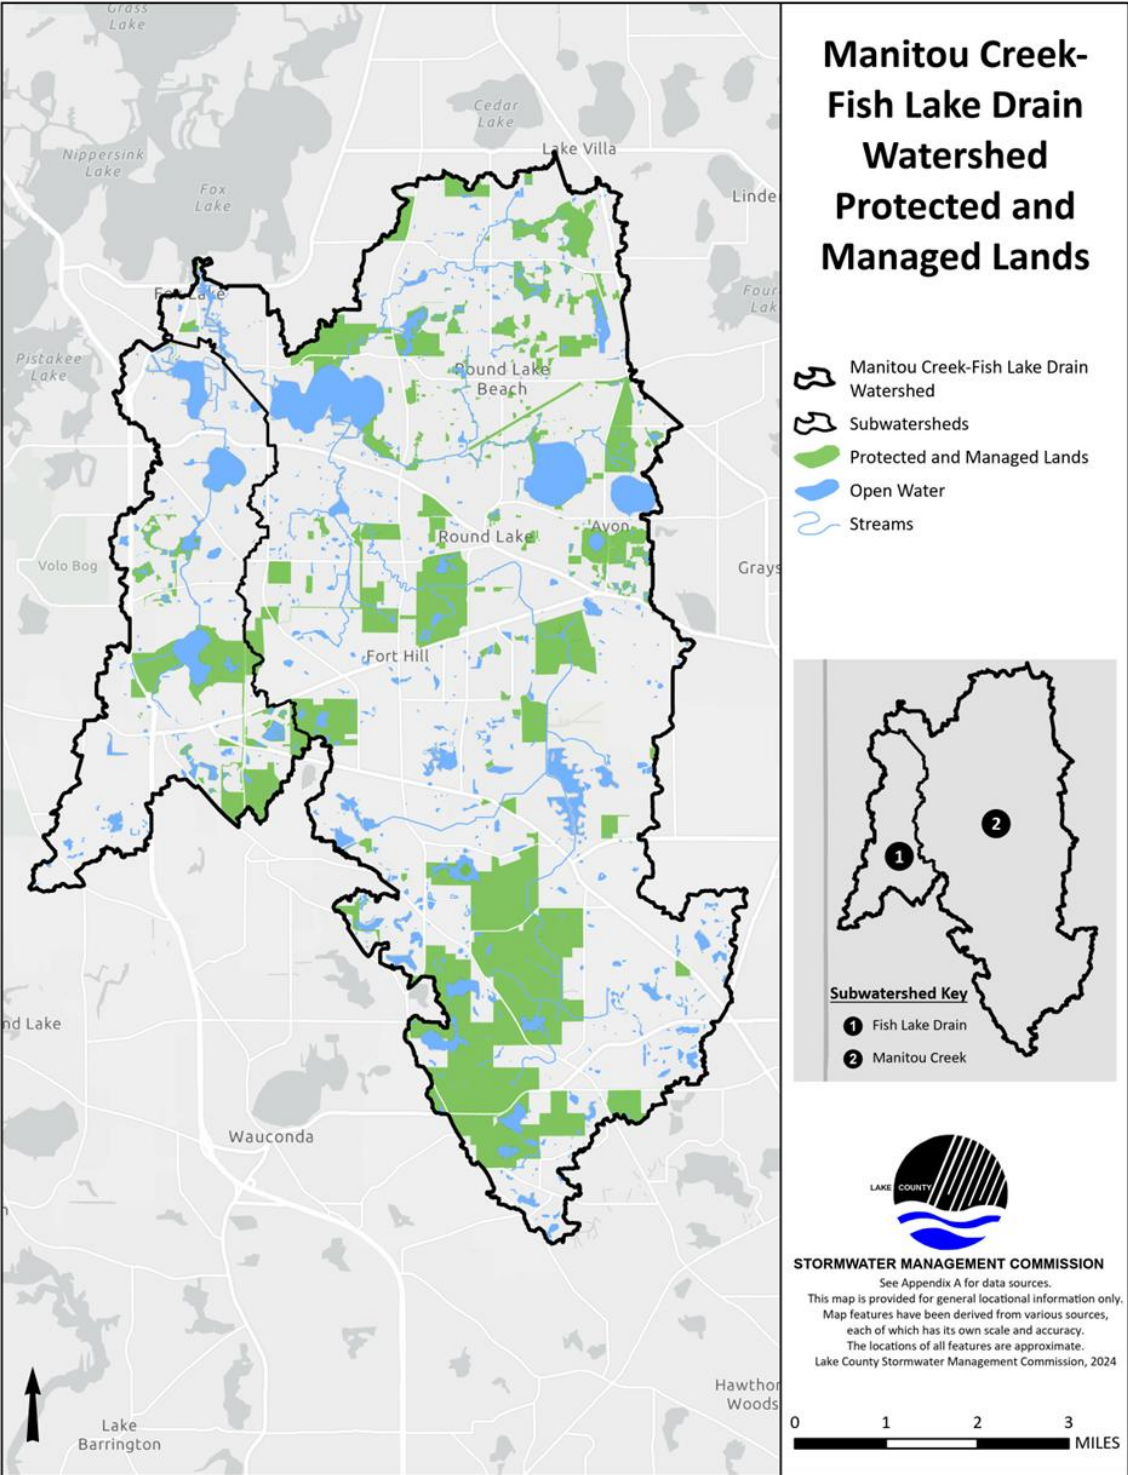 Grass
Lake
Cedar
Lake
Lake Villa
Nippersink
Lake
Fox
Lake
Linde
Fox Lake
Four
Lak
Pistakee
Lake
Round Lake
Beach
Avon
Round Lake
Volo Bog
Grays
Fort Hill
nd Lake
Wauconda
Hawthor
Woods
Lake
Barrington
Manitou Creek-
Fish Lake Drain
Watershed
Protected and
Managed Lands
Manitou Creek-Fish Lake Drain
Watershed
Subwatersheds
Protected and Managed Lands
Open Water
Streams
2
1
Subwatershed Key
1 Fish Lake Drain
2 Manitou Creek
LAKE COUNTY
STORMWATER MANAGEMENT COMMISSION
See Appendix A for data sources.
This map is provided for general locational information only.
Map features have been derived from various sources,
each of which has its own scale and accuracy.
The locations of all features are approximate.
Lake County Stormwater Management Commission, 2024
0 1 2 3
MILES